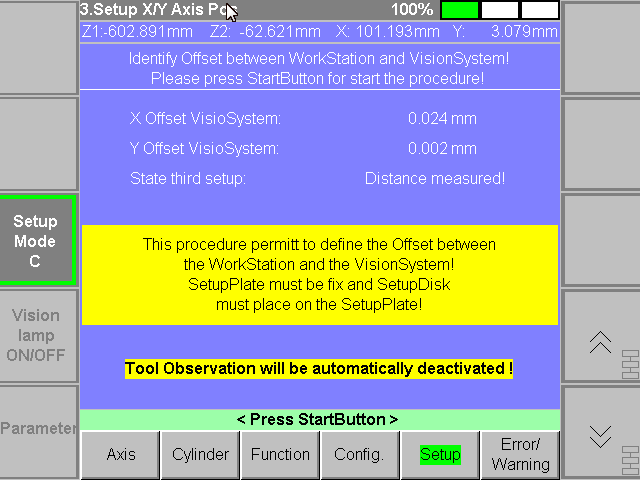 3.Setup X/Y Axis Po
100%
Z1:-602.891mm Z2: -62.621mm X: 101.193mm Y: 3.079mm
Identify Offset between WorkStation and VisionSystem!
Please press StartButton for start the procedure!
X Offset VisioSystem: 0.024 mm
Y Offset VisioSystem: 0.002 mm
State third setup: Distance measured!
Setup
Mode
C
This procedure permitt to define the Offset between
the WorkStation and the VisionSystem!
SetupPlate must be fix and SetupDisk
must place on the SetupPlate!
Vision
lamp
ON/OFF
Tool Observation will be automatically deactivated !
Parameter
< Press StartButton >
Axis
Cylinder
Function
Config.
Setup
Error/
Warning